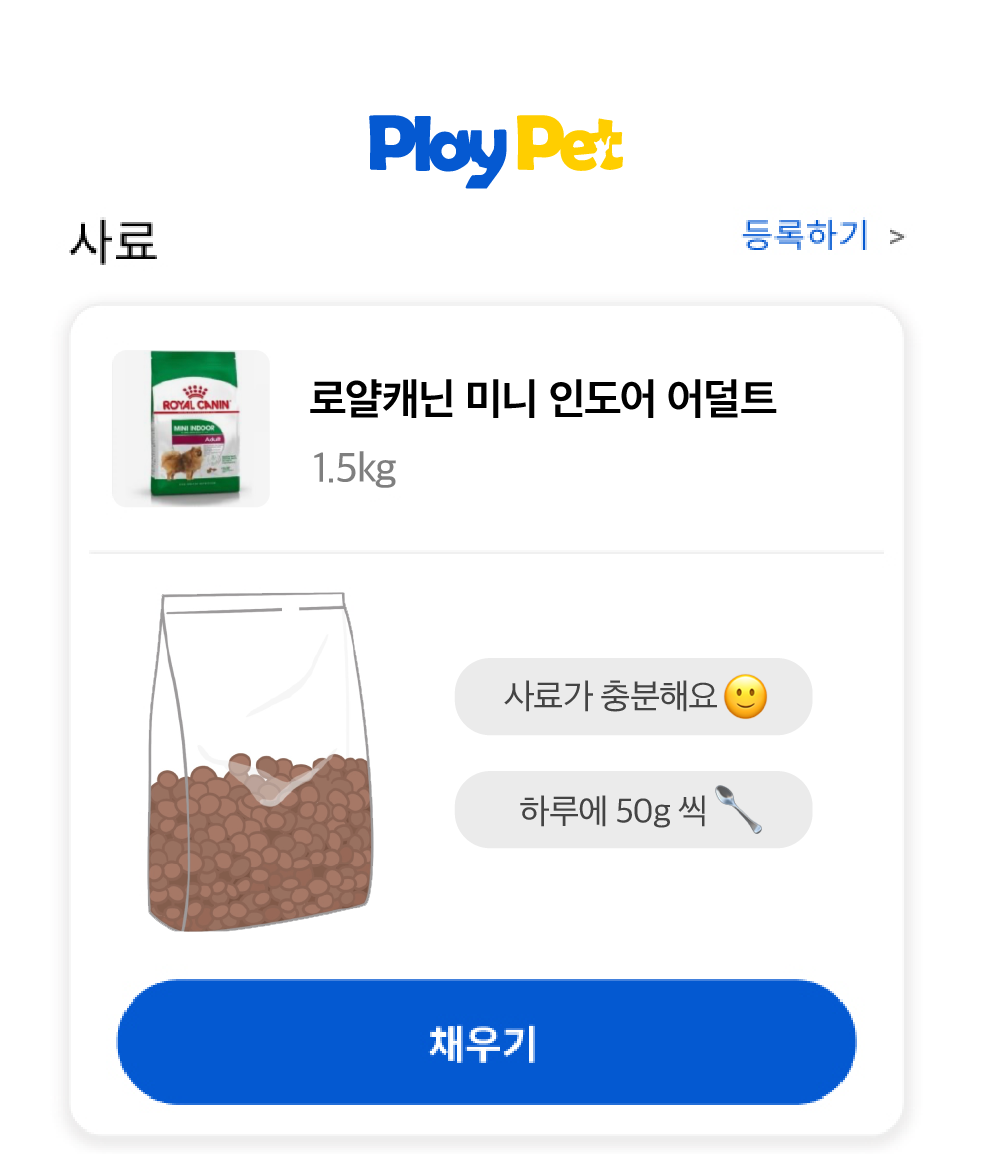 Play Pet
사료
등록하기 >
ROYAL CANIN
MINI INDOOR
Adult
로얄캐닌 미니 인도어 어덜트
1.5kg
사료가 충분해요
하루에 50g 씩
채우기